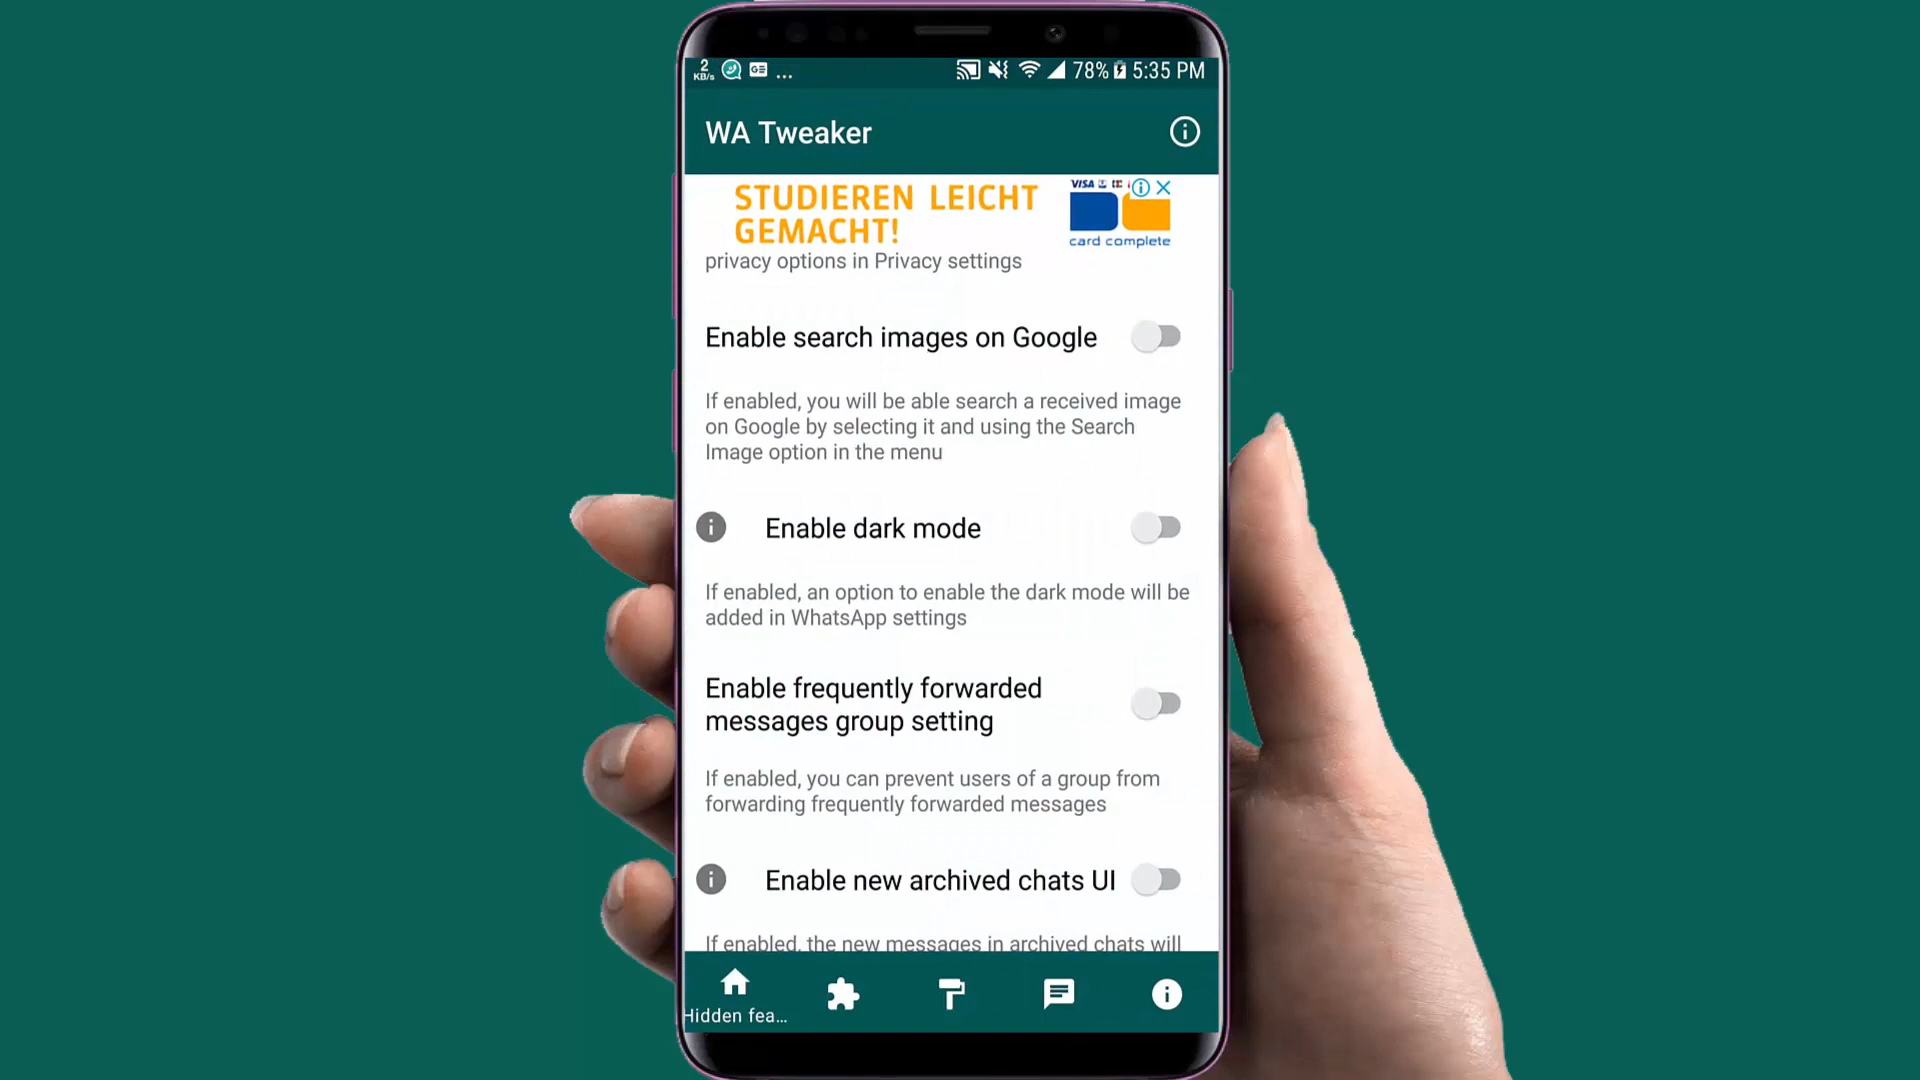 2
KB/s
GE
...
78%
5:35 PM
WA Tweaker
STUDIEREN LEICHT
GEMACHT!
VISA
card complete
privacy options in Privacy settings
Enable search images on Google
If enabled, you will be able search a received image
on Google by selecting it and using the Search
Image option in the menu
Enable dark mode
If enabled, an option to enable the dark mode will be
added in WhatsApp settings
Enable frequently forwarded
messages group setting
If enabled, you can prevent users of a group from
forwarding frequently forwarded messages
Enable new archived chats UI
If enabled, the new messages in archived chats will
Hidden fea...